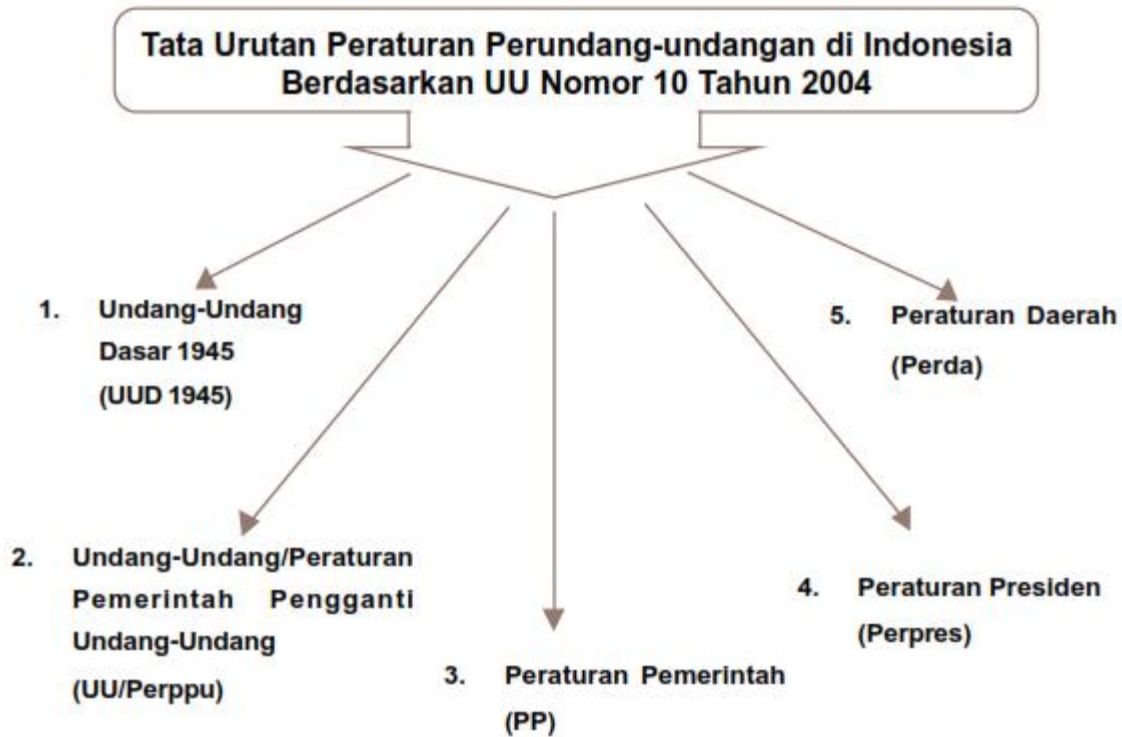 Tata Urutan Peraturan Perundang-undangan di Indonesia
Berdasarkan UU Nomor 10 Tahun 2004
1. Undang-Undang
Dasar 1945
(UUD 1945)
2. Undang-Undang/Peraturan
Pemerintah Pengganti
Undang-Undang
(UU/Perppu)
3. Peraturan Pemerintah
(PP)
4. Peraturan Presiden
(Perpres)
5. Peraturan Daerah
(Perda)